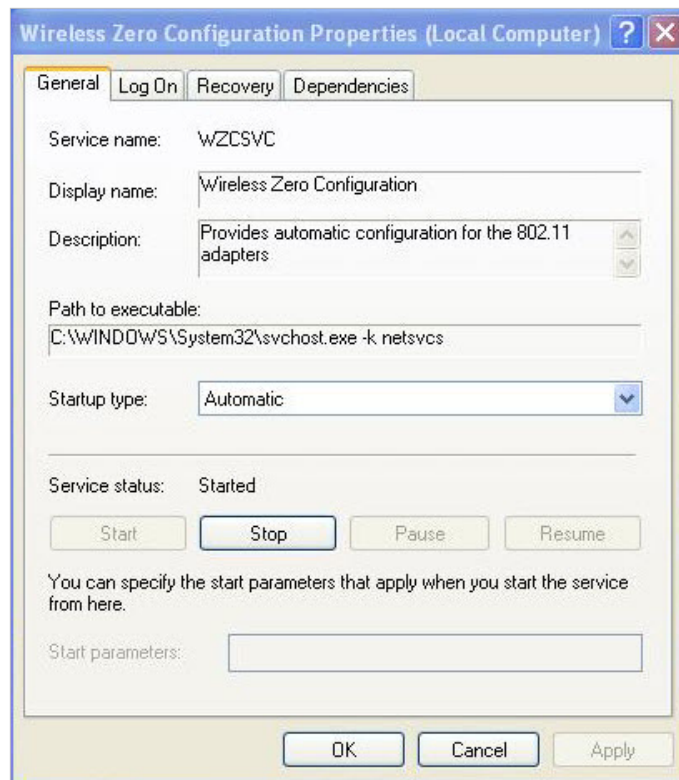 Wireless Zero Configuration Properties (Local Computer) ?
General Log On Recovery Dependencies
Service name: WZCSVC
Display name: Wireless Zero Configuration
Description: Provides automatic configuration for the 802.11
adapters
Path to executable:
C:\WINDOWS\System32\svchost.exe -k netsvcs
Startup type: Automatic
Service status: Started
Start Stop Pause Resume
You can specify the start parameters that apply when you start the service
from here.
Start parameters:
OK Cancel Apply